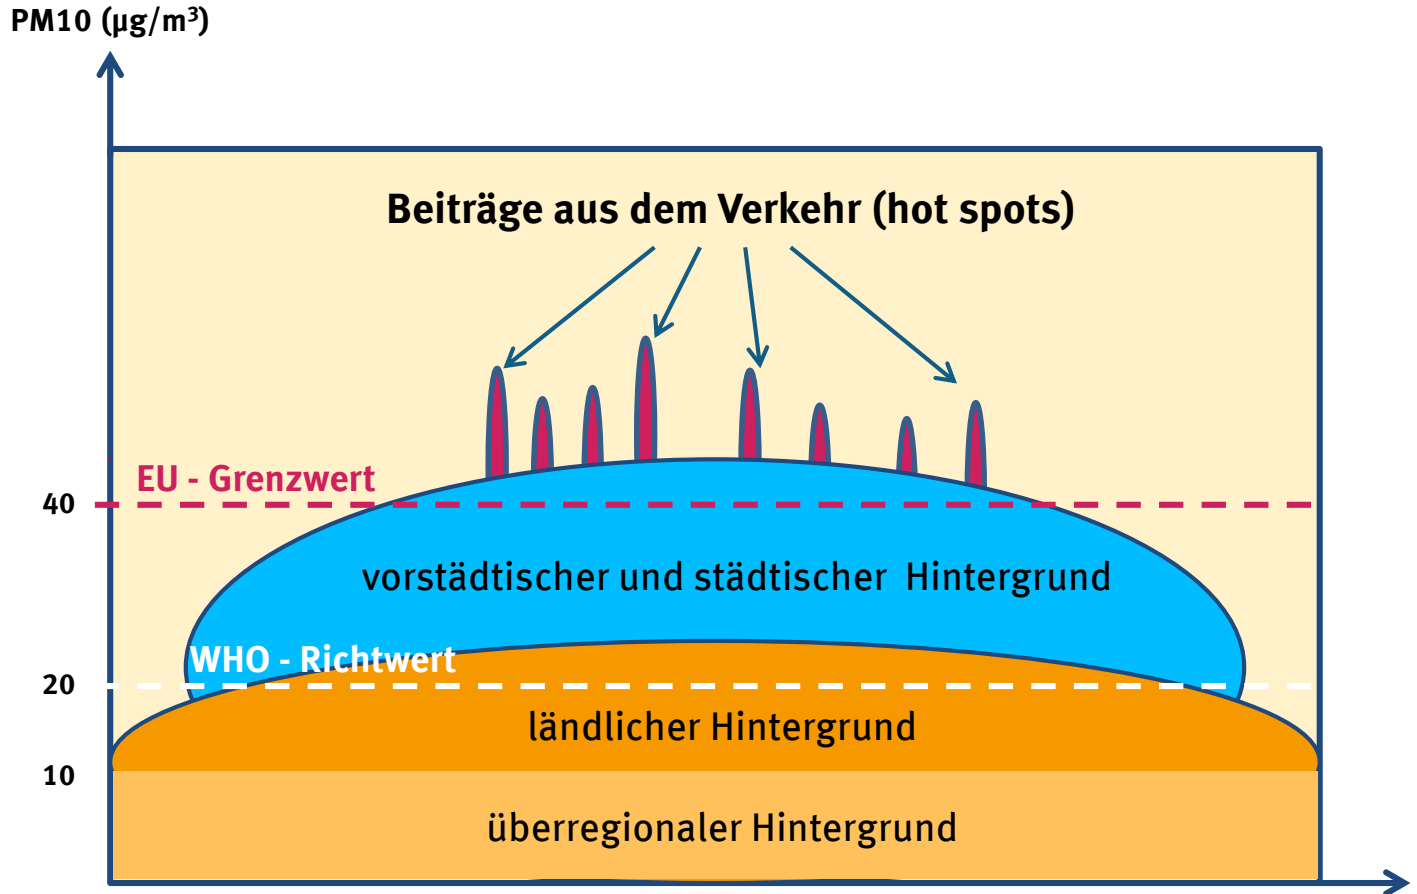 PM10 (µg/m³)
Beiträge aus dem Verkehr (hot spots)
EU - Grenzwert
40
vorstädtischer und städtischer Hintergrund
WHO - Richtwert
20
ländlicher Hintergrund
10
überregionaler Hintergrund